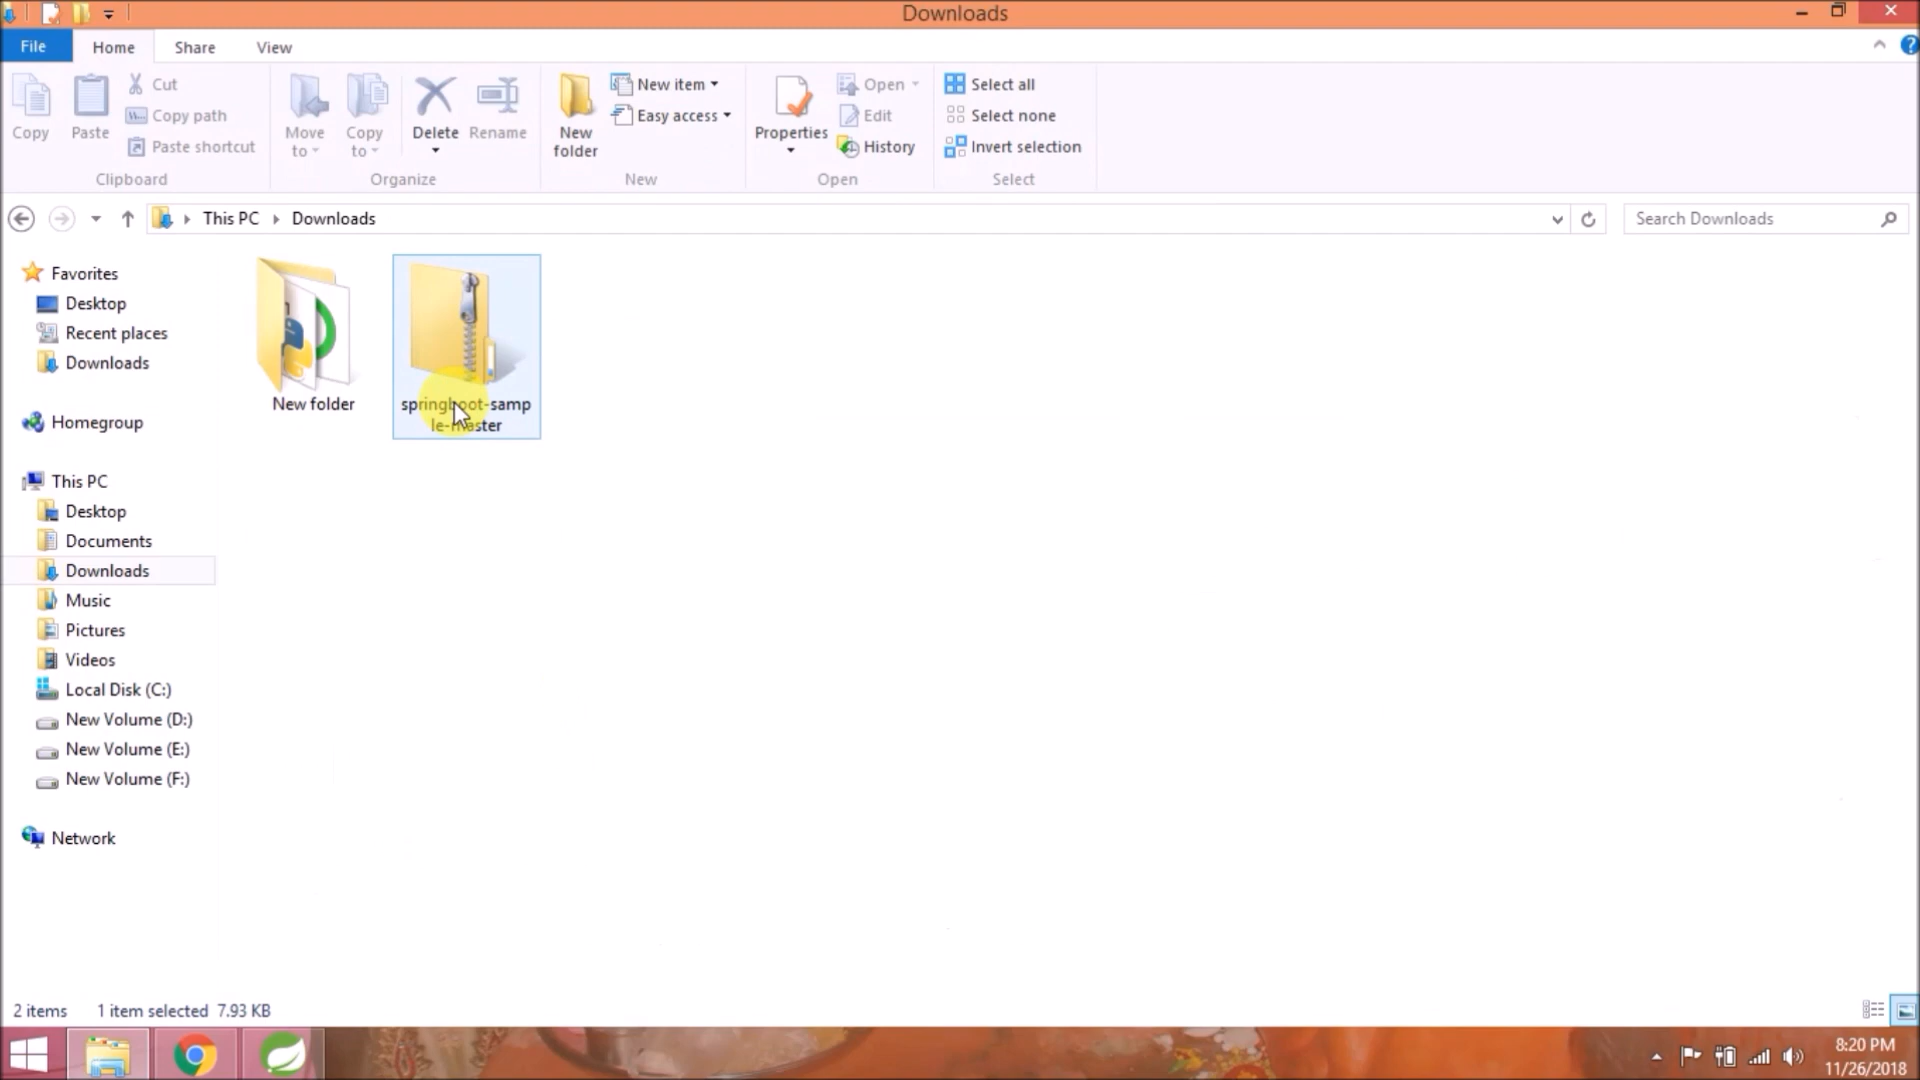 Downloads
File Home Share View
Copy
Paste
Cut
Copy path
Paste shortcut
Clipboard
Move to
Copy to
Delete
Rename
Organize
New folder
New item
Easy access
New
Properties
Open
Edit
History
Open
Select all
Select none
Invert selection
Select
This PC Downloads
Search Downloads
Favorites
Desktop
Recent places
Downloads
Homegroup
This PC
Desktop
Documents
Downloads
Music
Pictures
Videos
Local Disk (C:)
New Volume (D:)
New Volume (E:)
New Volume (F:)
Network
New folder
springboot-samp
le-master
2 items 1 item selected 7.93 KB
8:20 PM
11/26/2018